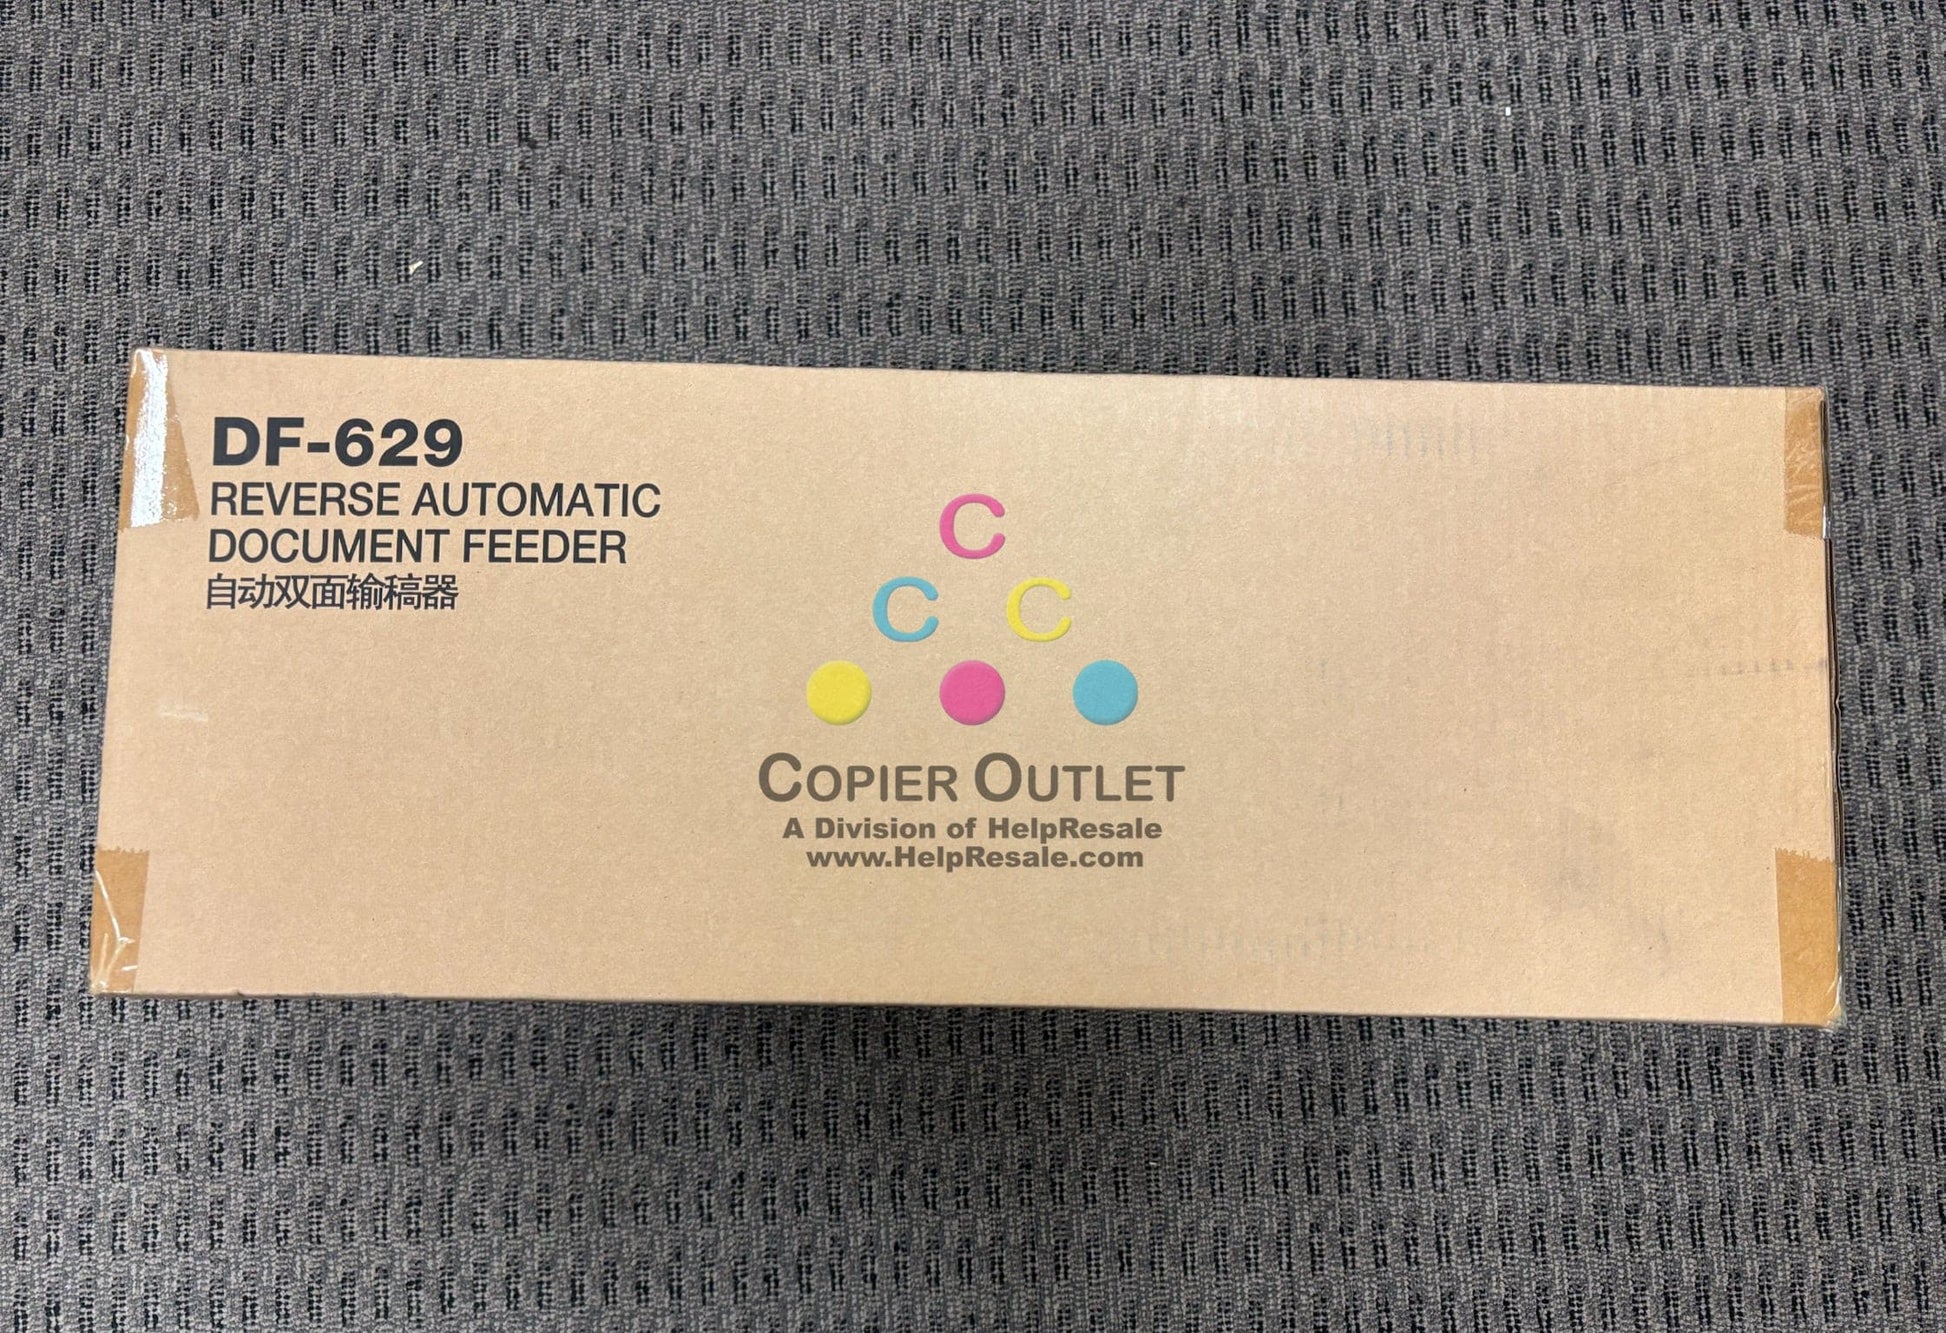 DF-629
REVERSE AUTOMATIC
DOCUMENT FEEDER
自动双面输稿器
C
C C
COPIER OUTLET
A Division of HelpResale
www.HelpResale.com